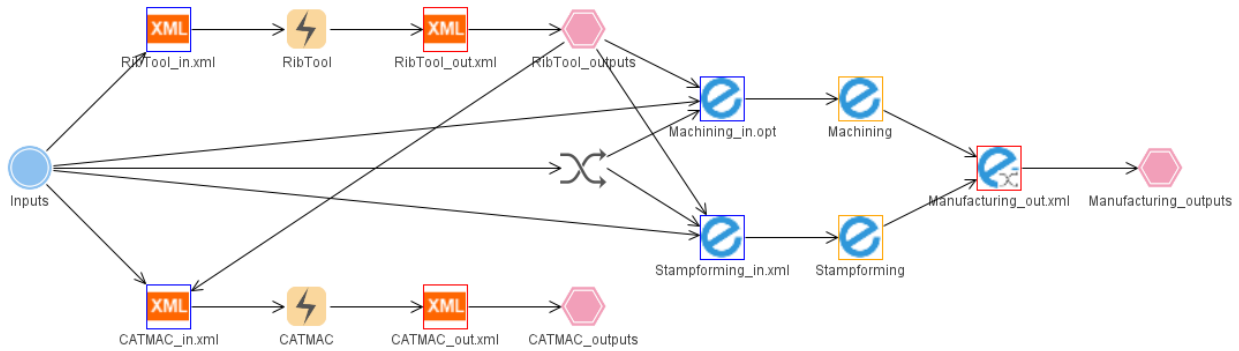 XML
XML
RibTool_in.xml
RibTool
RibTool_out.xml
RibTool_outputs
Machining_in.opt
Machining
Inputs
Manufacturing_out.xml
Manufacturing_outputs
Stampforming_in.xml
Stampforming
XML
XML
CATMAC_in.xml
CATMAC
CATMAC_out.xml
CATMAC_outputs